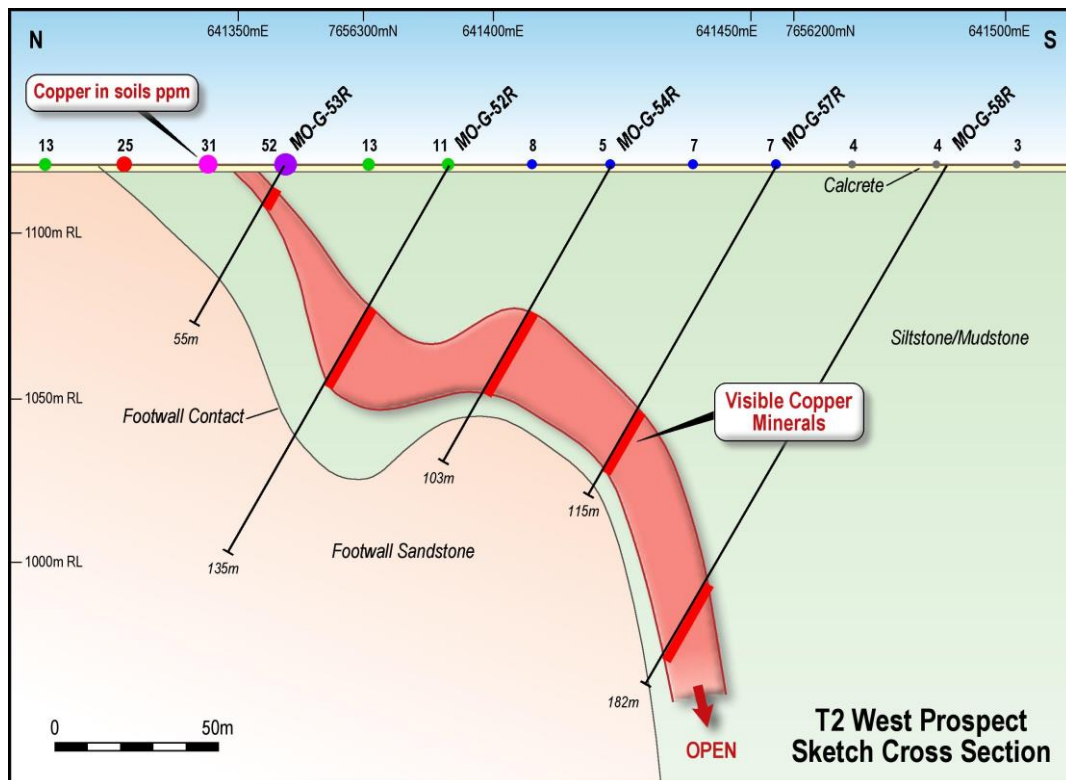 641350mE
7656300mN
641400mE
641450mE
7656200mN
641500mE
N
S
Copper in soils ppm
MO-G-53R
MO-G-52R
MO-G-54R
MO-G-57R
MO-G-58R
13
25
31
52
13
11
8
5
7
7
4
4
3
Calcrete
1100m RL
55m
Siltstone/Mudstone
1050m RL
Footwall Contact
Visible Copper
Minerals
103m
115m
Footwall Sandstone
1000m RL
135m
182m
0
50m
OPEN
T2 West Prospect
Sketch Cross Section